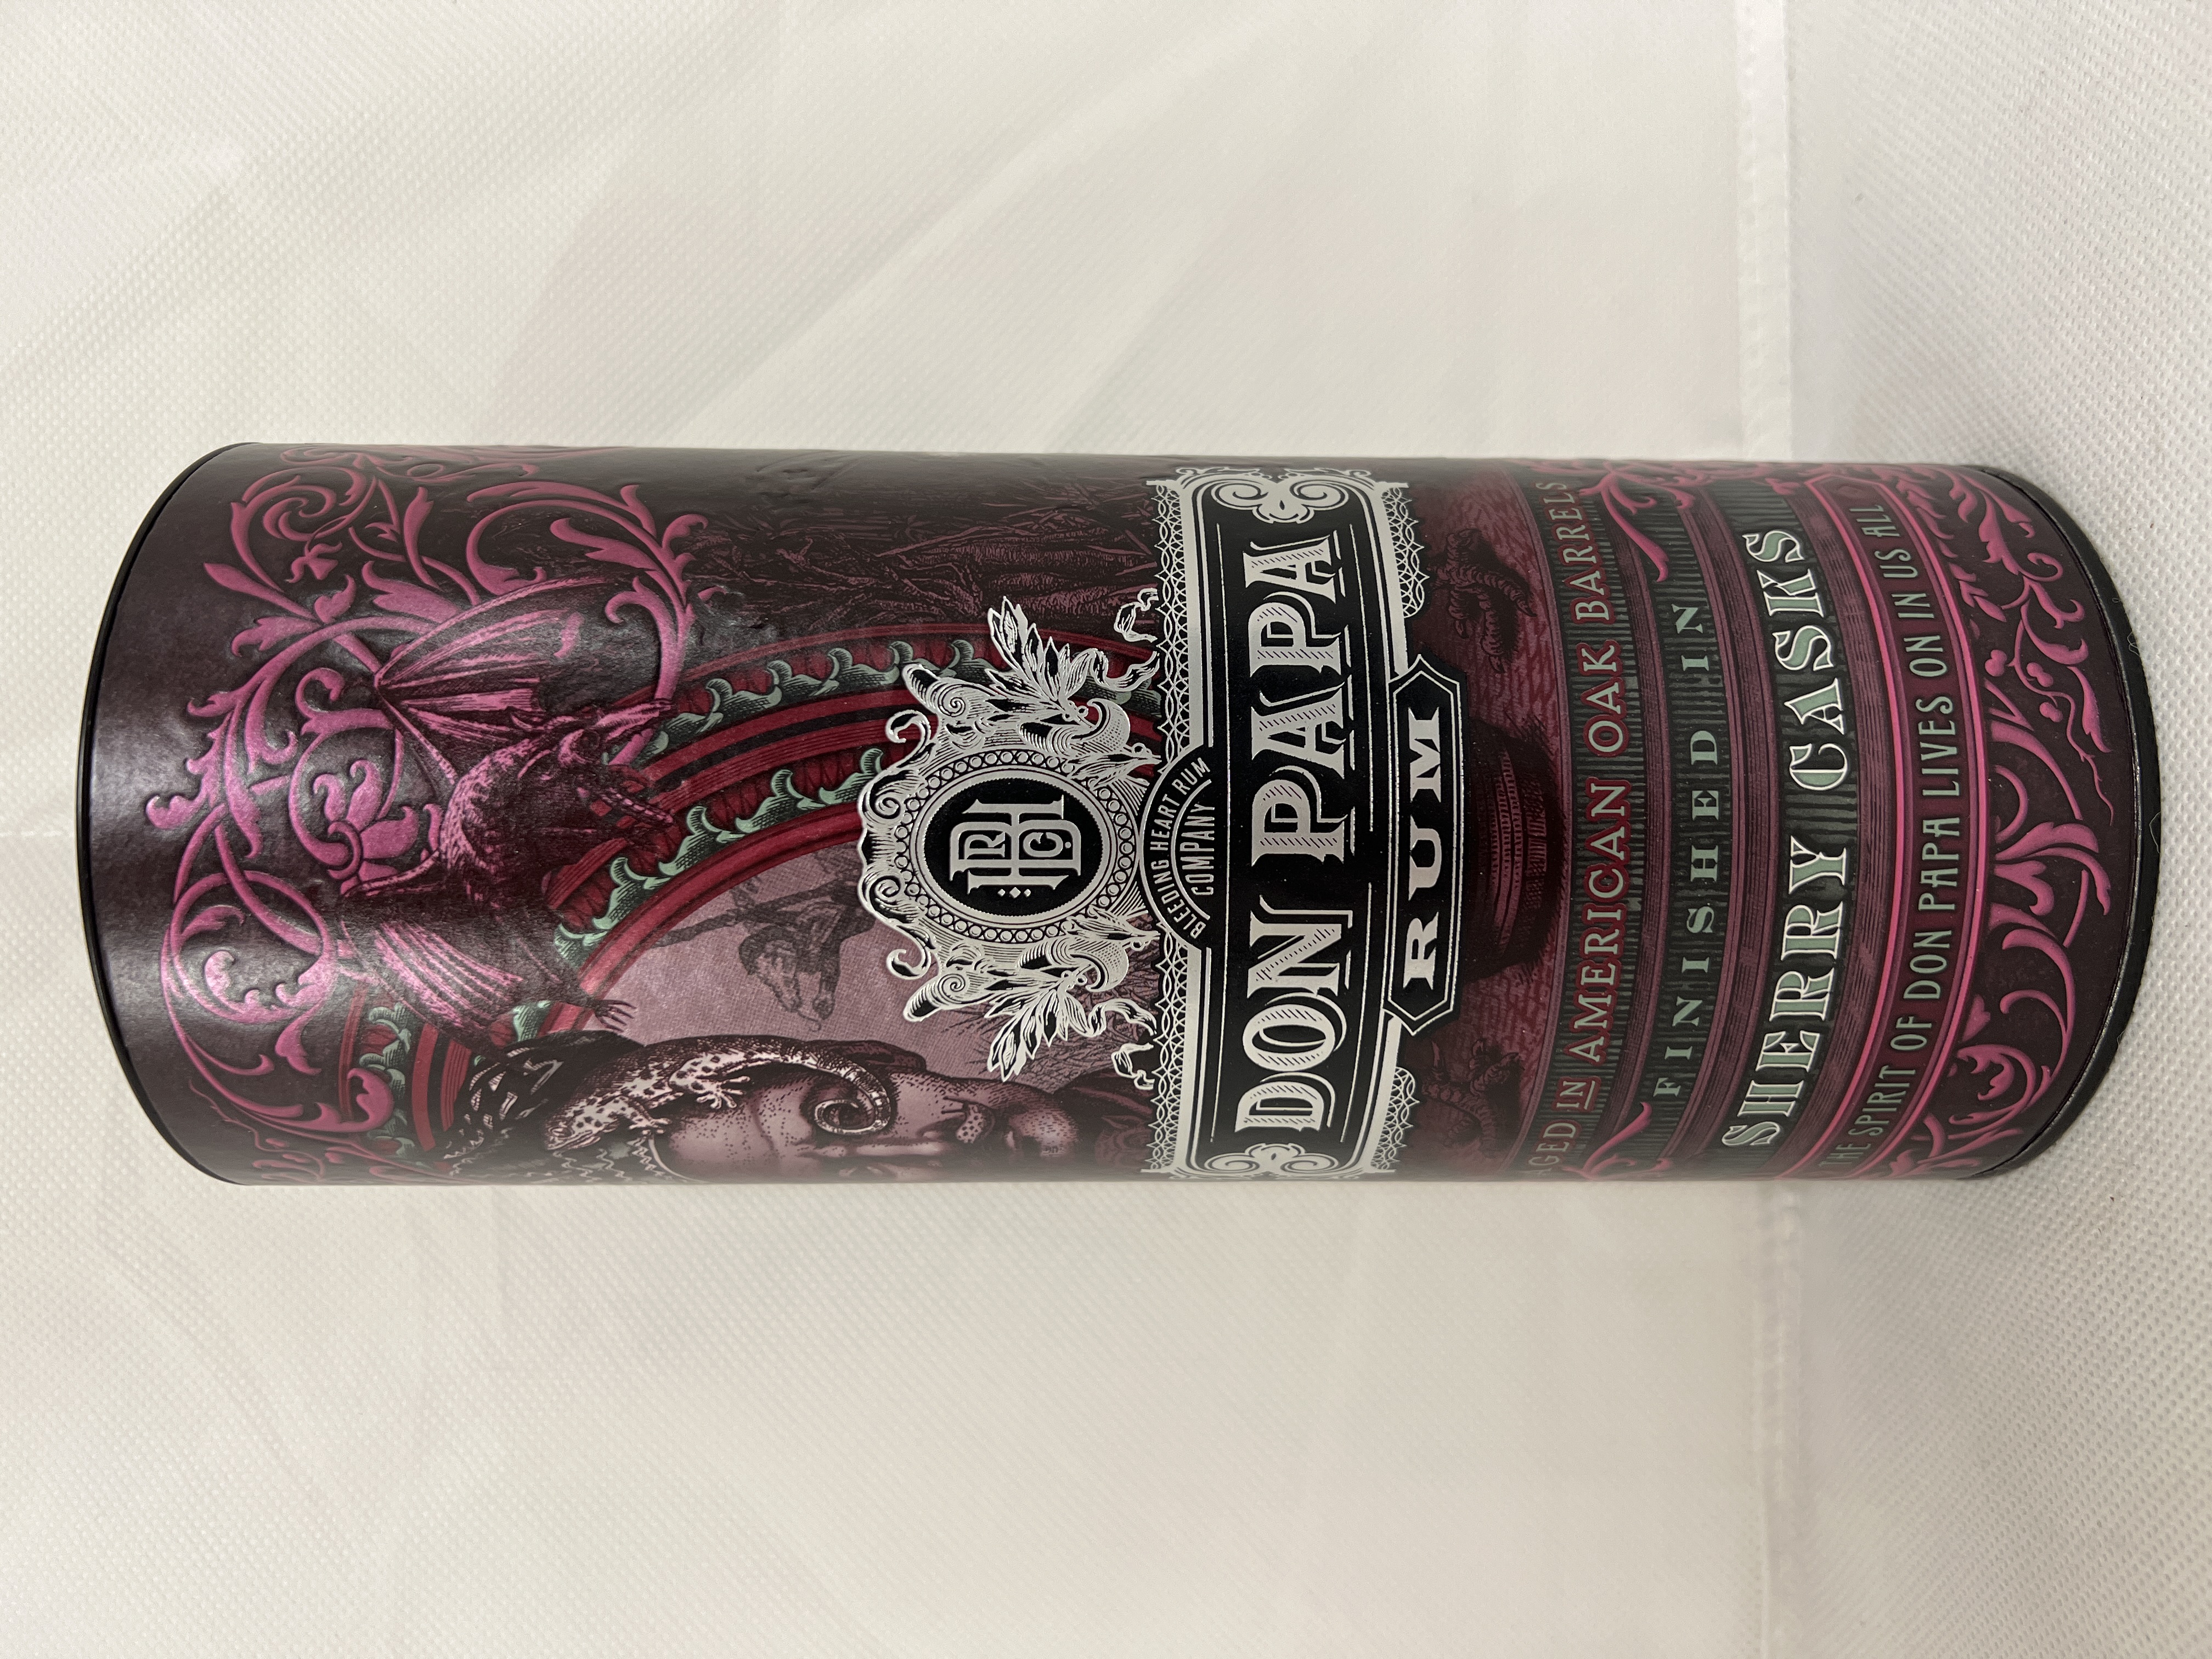 BLEEDING HEART RUM
COMPANY
DON PAPA
RUM
AGED IN AMERICAN OAK BARRELS
FINISHED IN
SHERRY CASKS
THE SPIRIT OF DON PAPA LIVES ON IN US ALL